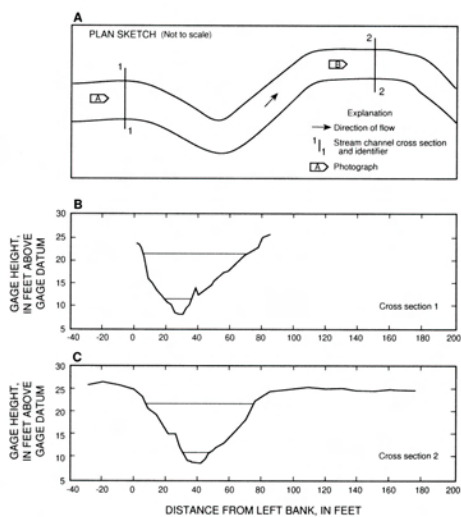 A
PLAN SKETCH (Not to scale)
1
1
2
2
A
B
Explanation
Direction of flow
1
1
Stream channel cross section
and identifier
A
Photograph
B
GAGE HEIGHT,
IN FEET ABOVE
GAGE DATUM
30
25
20
15
10
5
Cross section 1
-40 -20 0 20 40 60 80 100 120 140 160 180 200
C
GAGE HEIGHT,
IN FEET ABOVE
GAGE DATUM
30
25
20
15
10
5
Cross section 2
-40 -20 0 20 40 60 80 100 120 140 160 180 200
DISTANCE FROM LEFT BANK, IN FEET